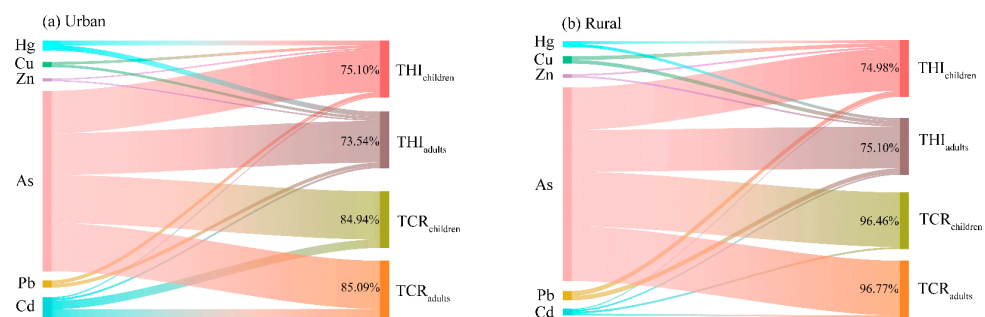 (a) Urban
Hg
Cu
Zn
As
Pb
Cd
75.10%
73.54%
84.94%
85.09%
THIchildren
THIadults
TCRchildren
TCRadults
(b) Rural
Hg
Cu
Zn
As
Pb
Cd
74.98%
75.10%
96.46%
96.77%
THIchildren
THIadults
TCRchildren
TCRadults